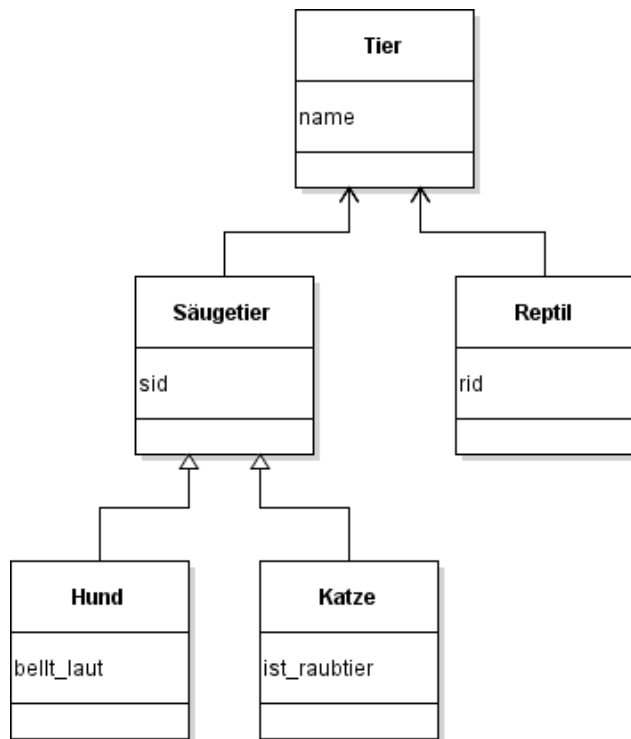 Tier
name
Säugetier
sid
Reptil
rid
Hund
bellt_laut
Katze
ist_raubtier